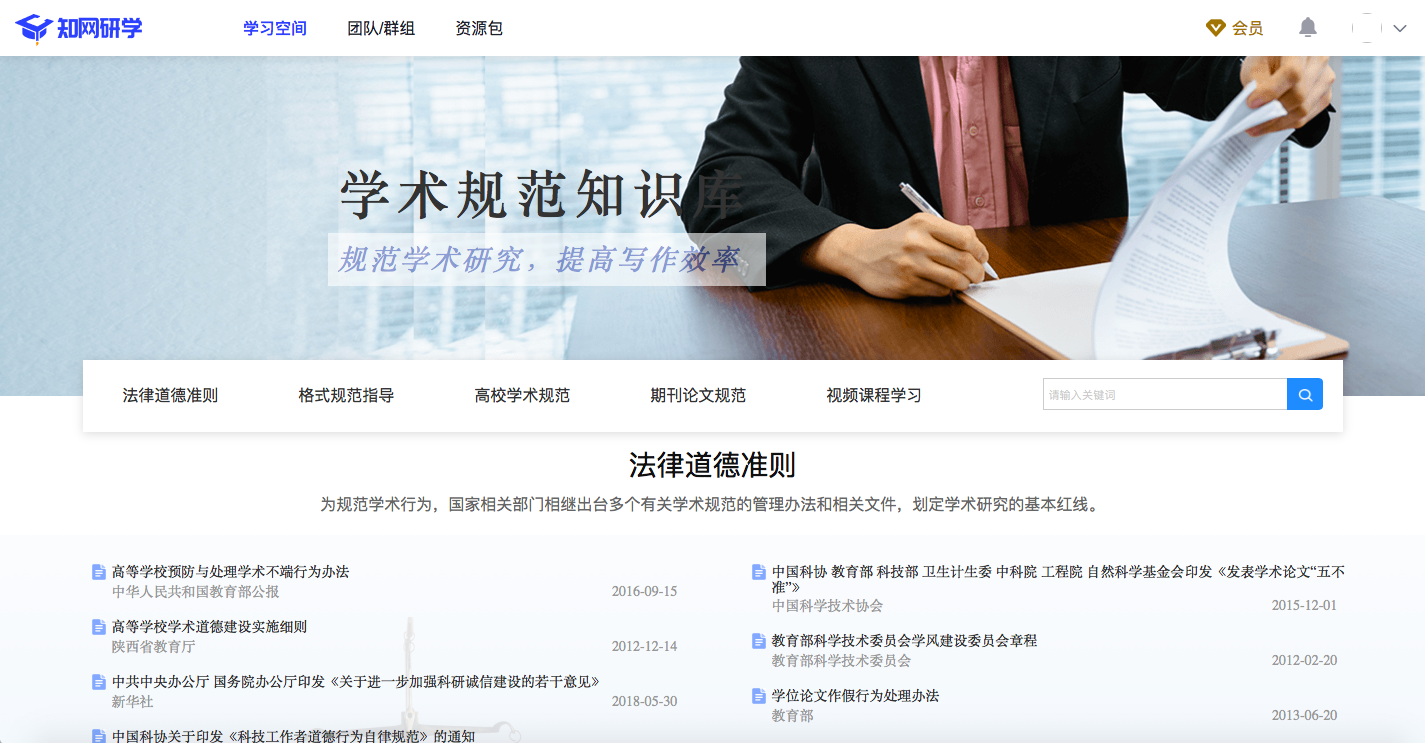 知网研学
学习空间 团队/群组 资源包
会员
学术规范知识库
规范学术研究，提高写作效率
法律道德准则 格式规范指导 高校学术规范 期刊论文规范 视频课程学习 请输入关键词
法律道德准则
为规范学术行为，国家相关部门相继出台多个有关学术规范的管理办法和相关文件，划定学术研究的基本红线。
高等学校预防与处理学术不端行为办法
中华人民共和国教育部公报 2016-09-15
高等学校学术道德建设实施细则
陕西省教育厅 2012-12-14
中共中央办公厅 国务院办公厅印发《关于进一步加强科研诚信建设的若干意见》
新华社 2018-05-30
中国科协关于印发《科技工作者道德行为自律规范》的通知
中国科协 教育部 科技部 卫生计生委 中科院 工程院 自然科学基金会印发《发表学术论文“五不
准”》
中国科学技术协会 2015-12-01
教育部科学技术委员会学风建设委员会章程
教育部科学技术委员会 2012-02-20
学位论文作假行为处理办法
教育部 2013-06-20